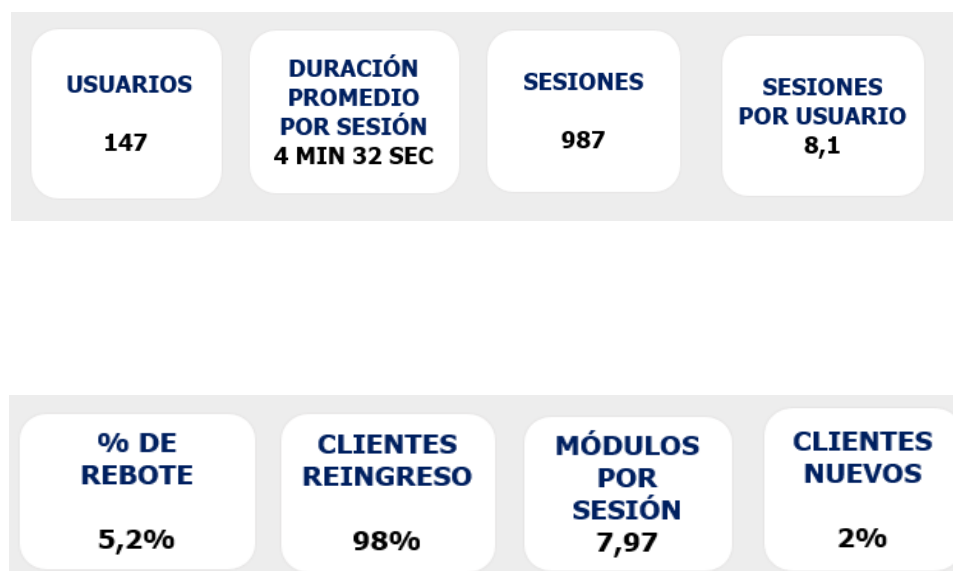 USUARIOS
147
DURACIÓN
PROMEDIO
POR SESIÓN
4 MIN 32 SEC
SESIONES
987
SESIONES
POR USUARIO
8,1
% DE
REBOTE
5,2%
CLIENTES
REINGRESO
98%
MÓDULOS
POR
SESIÓN
7,97
CLIENTES
NUEVOS
2%